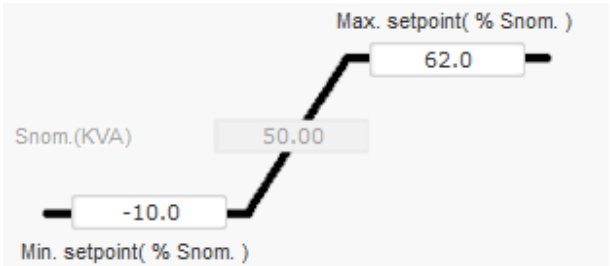 Max. setpoint( % Snom. )
62.0
Snom.(KVA)
50.00
-10.0
Min. setpoint( % Snom. )